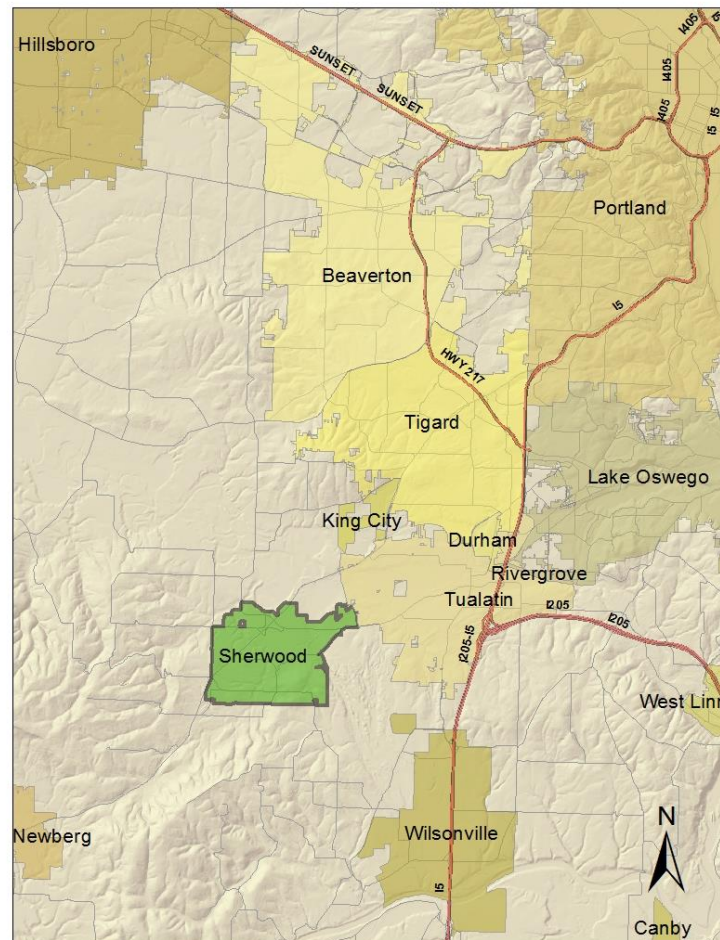 Hillsboro
I405
I5
SUNSET
SUNSET
I405
I405
I5
I5
Portland
Beaverton
I5
HWY 217
Tigard
Lake Oswego
King City
Durham
Rivergrove
Tualatin
I205
I205
I205-I5
Sherwood
West Linn
Newberg
Wilsonville
N
I5
Canby